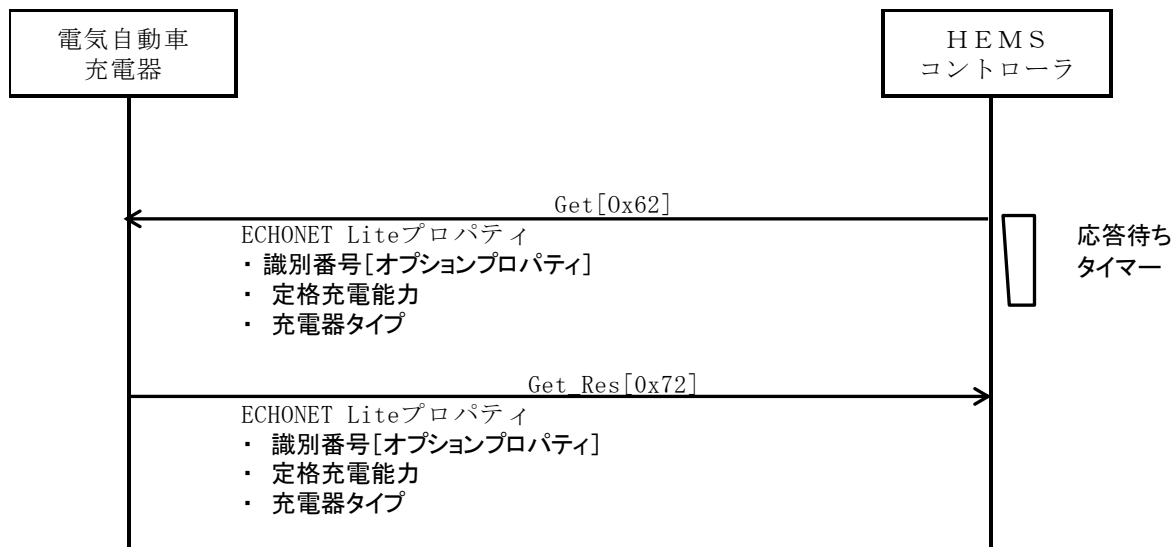 電気自動車
充電器
ＨＥＭＳ
コントローラ
Get[0x62]
ECHONET Liteプロパティ
・識別番号[オプションプロパティ]
・ 定格充電能力
・ 充電器タイプ
応答待ち
タイマー
Get_Res[0x72]
ECHONET Liteプロパティ
・ 識別番号[オプションプロパティ]
・ 定格充電能力
・ 充電器タイプ